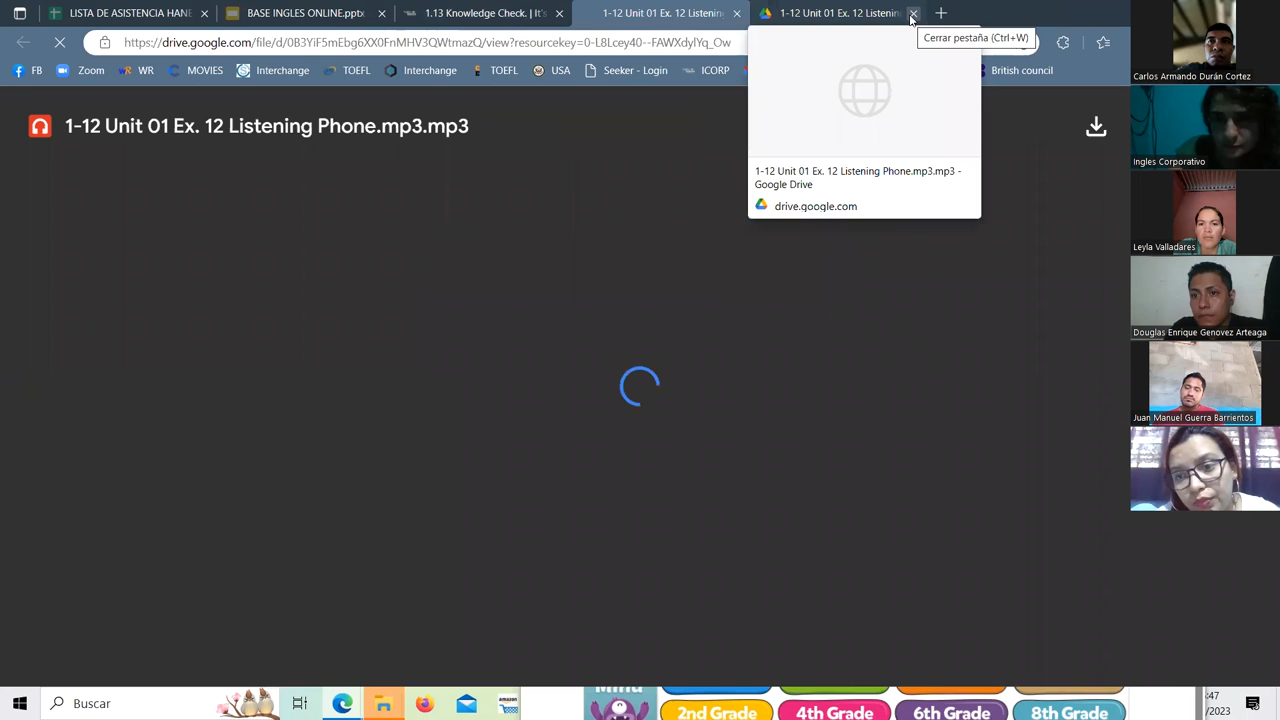 LISTA DE ASISTENCIA HANE
BASE INGLES ONLINE.pptx
1.13 Knowledge Check. | It's
1-12 Unit 01 Ex. 12 Listening
1-12 Unit 01 Ex. 12 Listening
https://drive.google.com/file/d/0B3YiF5mEbg6XX0FnMHV3QWtmazQ/view?resourcekey=0-L8Lcey40--FAWXdylYq_Ow
Cerrar pestaña (Ctrl+W)
FB
Zoom
WR
MOVIES
Interchange
TOEFL
Interchange
TOEFL
USA
Seeker - Login
ICORP
British council
1-12 Unit 01 Ex. 12 Listening Phone.mp3.mp3
1-12 Unit 01 Ex. 12 Listening Phone.mp3.mp3 -
Google Drive
drive.google.com
Carlos Armando Durán Cortez
Ingles Corporativo
Leyla Valladares
Douglas Enrique Genovez Arteaga
Juan Manuel Guerra Barrientos
Buscar
amazon
2nd Grade
4th Grade
6th Grade
8th Grade
:47
/2023